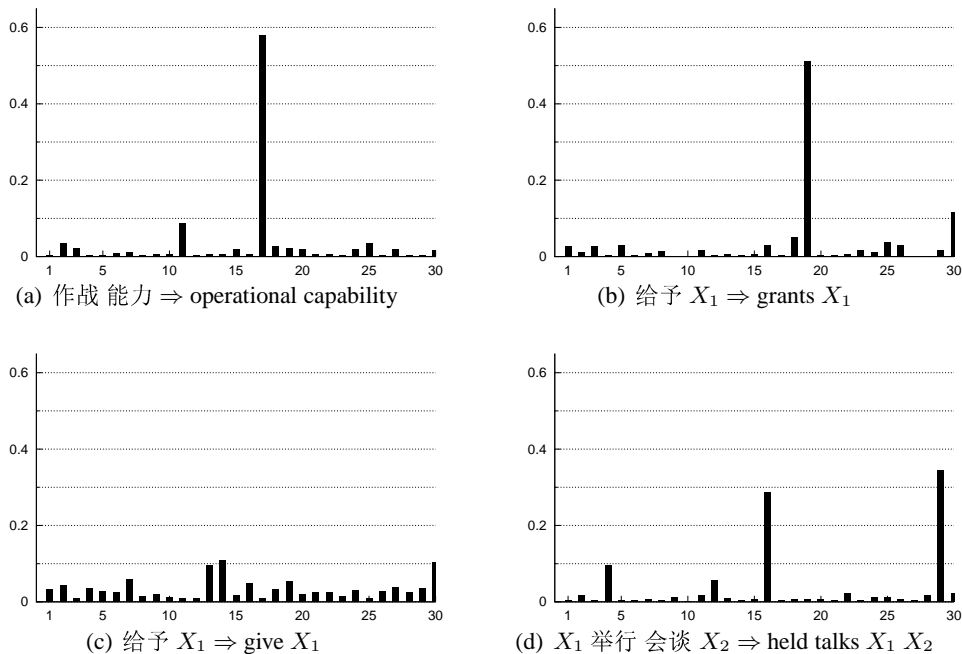 0.6
0.4
0.2
0
1 5 10 15 20 25 30
(a) 作战 能力 ⇒ operational capability
0.6
0.4
0.2
0
1 5 10 15 20 25 30
(b) 给予 X₁ ⇒ grants X₁
0.6
0.4
0.2
0
1 5 10 15 20 25 30
(c) 给予 X₁ ⇒ give X₁
0.6
0.4
0.2
0
1 5 10 15 20 25 30
(d) X₁ 举行 会谈 X₂ ⇒ held talks X₁ X₂